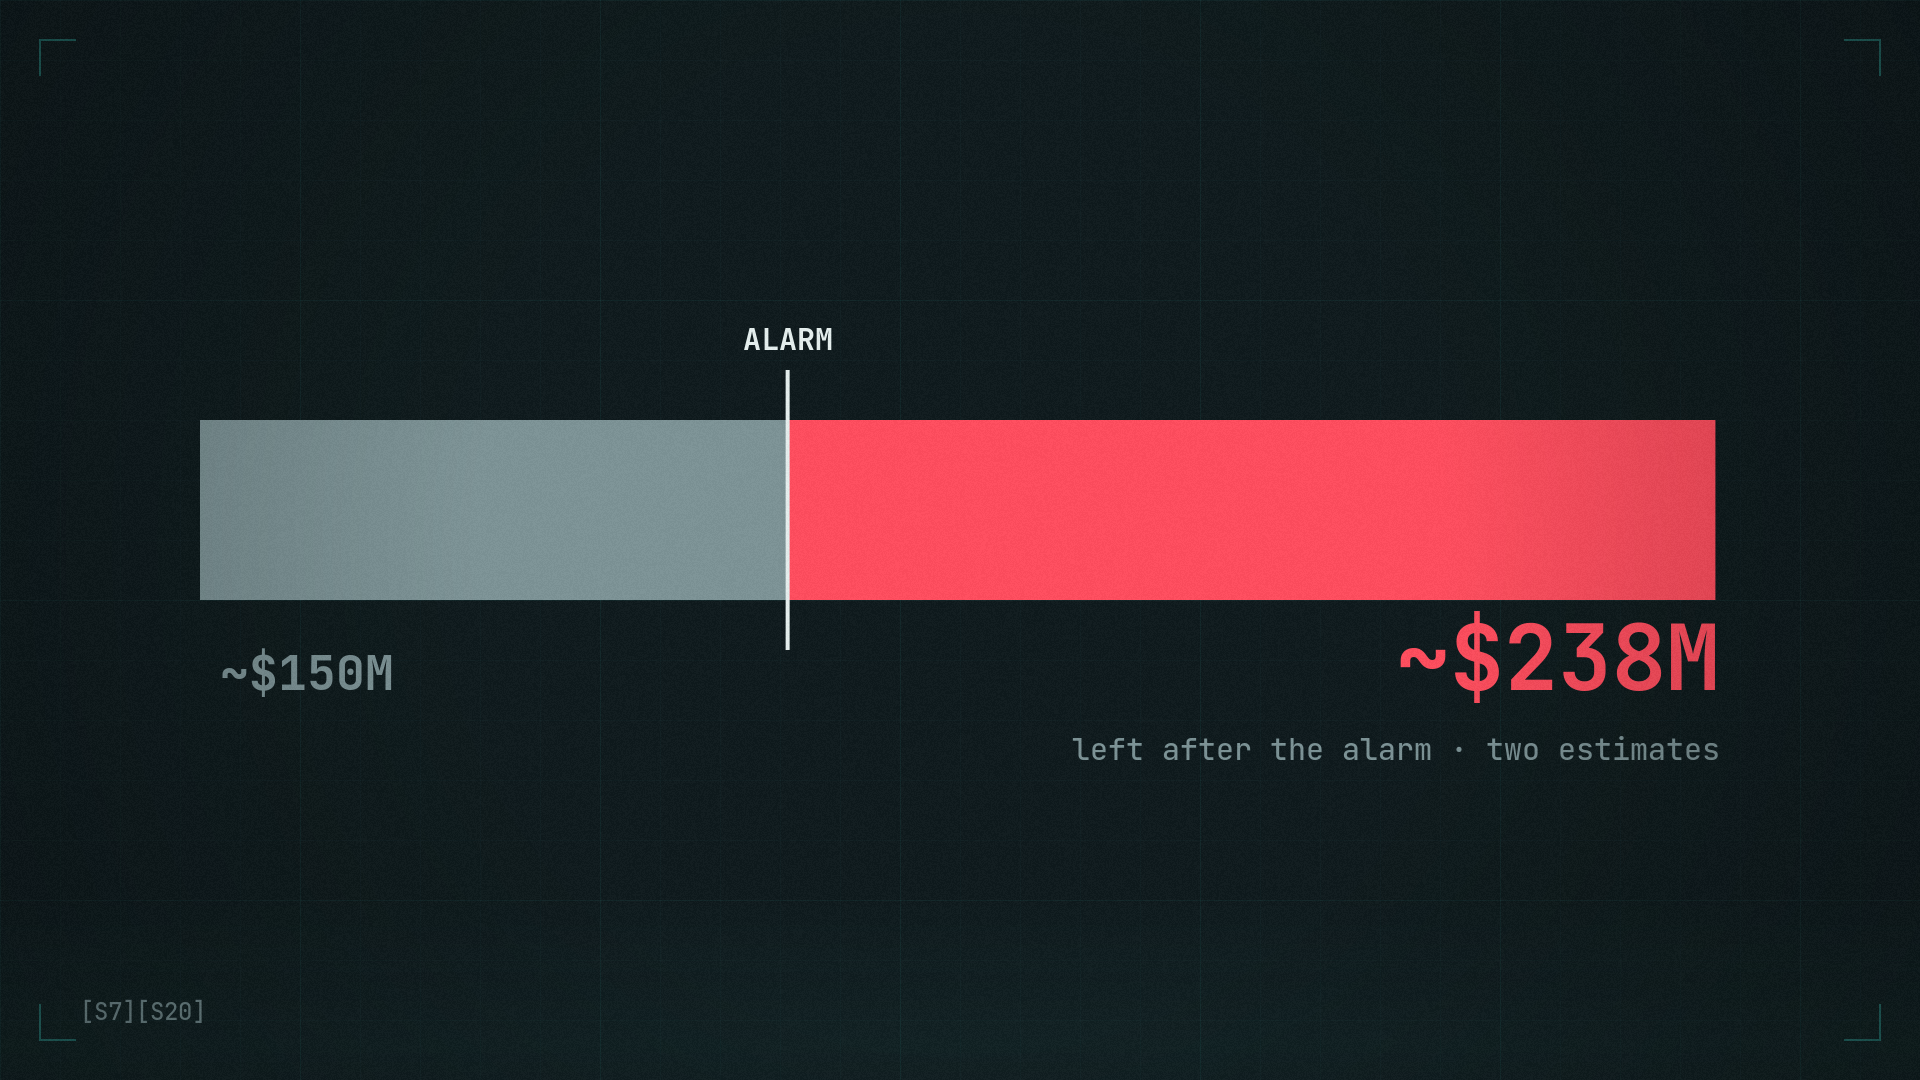 ALARM
~$150M
~$238M
left after the alarm · two estimates
[S7][S20]